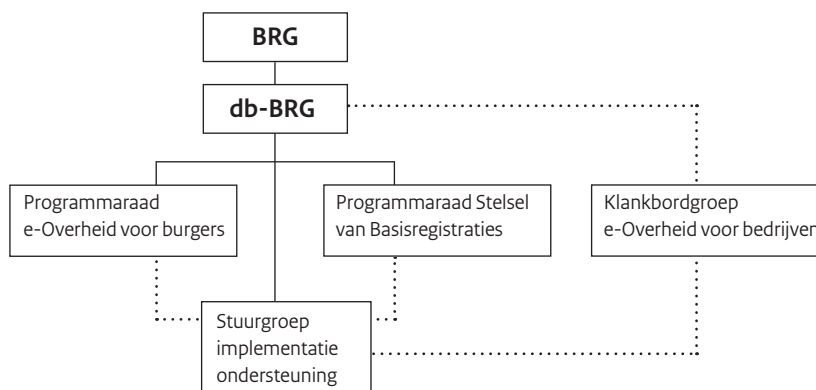 BRG
db-BRG
Programmaraad
e-Overheid voor burgers
Programmaraad Stelsel
van Basisregistraties
Klankbordgroep
e-Overheid voor bedrijven
Stuurgroep
implementatie
ondersteuning